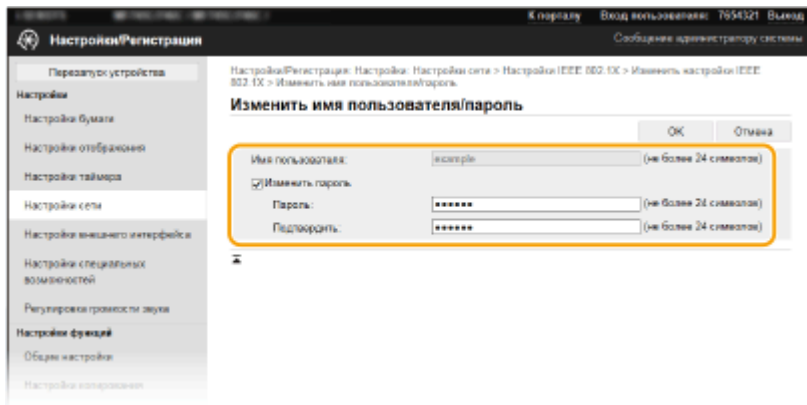 К порталу Вход пользователя: 7654321 Выход
Настройки/Регистрация
Сообщение администратору системы
Перезапуск устройства
Настройки
Настройки бумаги
Настройки отображения
Настройки таймера
Настройки сети
Настройки внешнего интерфейса
Настройки специальных
возможностей
Регулировка громкости звука
Настройки функций
Общие настройки
Настройки копирования
Настройки/Регистрация: Настройки: Настройки сети > Настройки IEEE 802.1X > Изменить настройки IEEE
802.1X > Изменить имя пользователя/пароль
Изменить имя пользователя/пароль
OK Отмена
Имя пользователя: example (не более 24 символов)
Изменить пароль
Пароль: •••••• (не более 24 символов)
Подтвердить: •••••• (не более 24 символов)